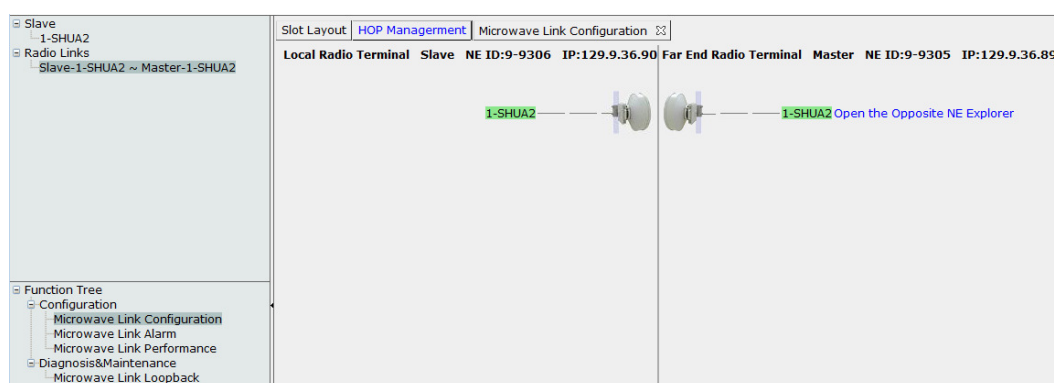 Slave
1-SHUA2
Radio Links
Slave-1-SHUA2 ~ Master-1-SHUA2
Function Tree
Configuration
Microwave Link Configuration
Microwave Link Alarm
Microwave Link Performance
Diagnosis&Maintenance
Microwave Link Loopback
Slot Layout HOP Managerment Microwave Link Configuration
Local Radio Terminal Slave NE ID:9-9306 IP:129.9.36.90 Far End Radio Terminal Master NE ID:9-9305 IP:129.9.36.89
1-SHUA2 1-SHUA2 Open the Opposite NE Explorer